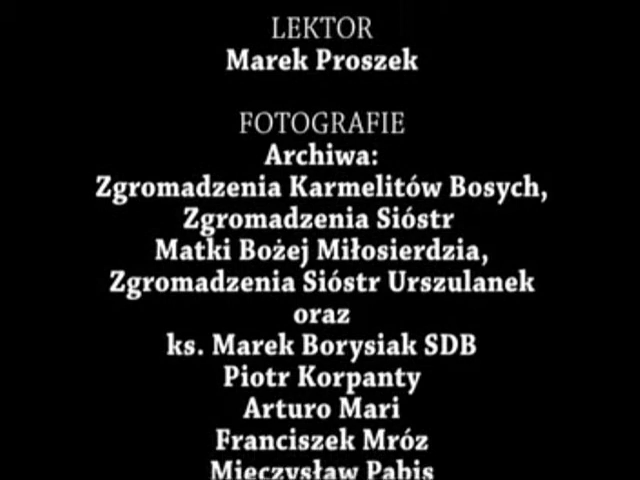 LEKTOR
Marek Proszek
FOTOGRAFIE
Archiwa:
Zgromadzenia Karmelitów Bosych,
Zgromadzenia Sióstr
Matki Bożej Miłosierdzia,
Zgromadzenia Sióstr Urszulanek
oraz
ks. Marek Borysiak SDB
Piotr Korpanty
Arturo Mari
Franciszek Mróz
Mieczysław Pabis